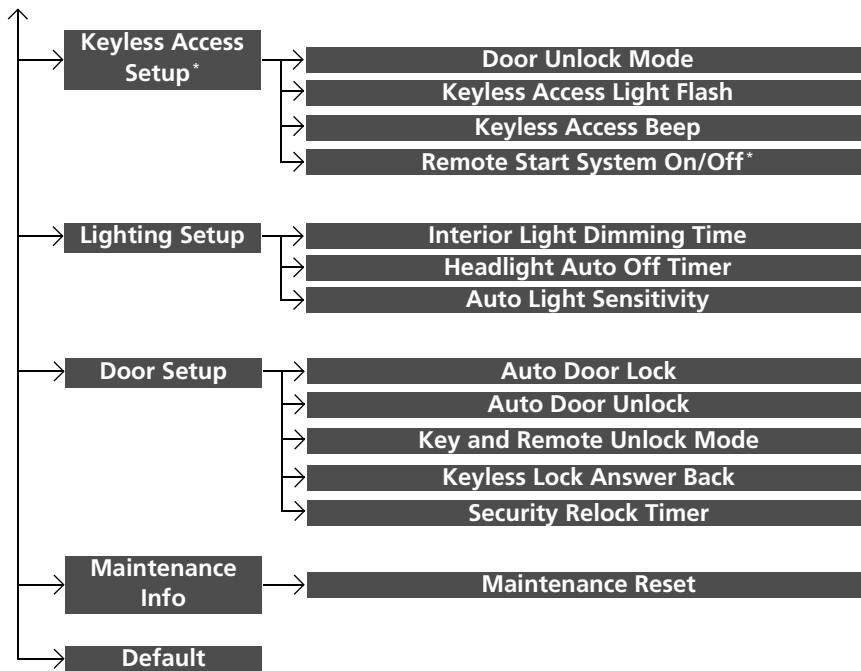 Keyless Access
Setup*
Door Unlock Mode
Keyless Access Light Flash
Keyless Access Beep
Remote Start System On/Off*
Lighting Setup
Interior Light Dimming Time
Headlight Auto Off Timer
Auto Light Sensitivity
Door Setup
Auto Door Lock
Auto Door Unlock
Key and Remote Unlock Mode
Keyless Lock Answer Back
Security Relock Timer
Maintenance
Info
Maintenance Reset
Default